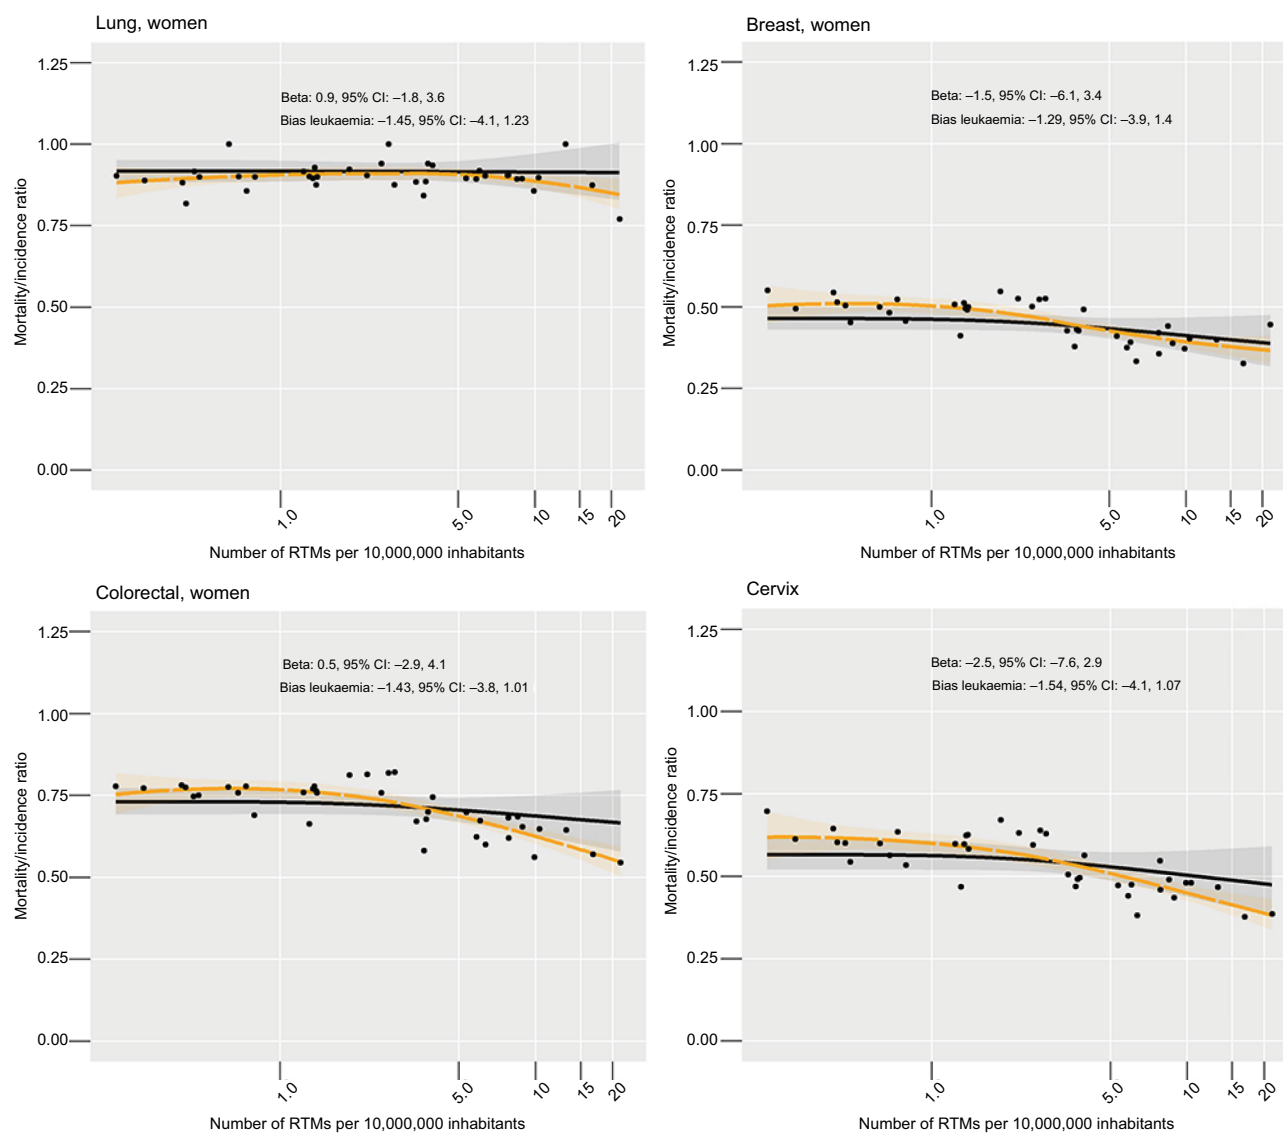 Lung, women
Beta: 0.9, 95% CI: –1.8, 3.6
Bias leukaemia: –1.45, 95% CI: –4.1, 1.23
Mortality/incidence ratio
1.25
1.00
0.75
0.50
0.25
0.00
1.0
5.0
10
15
20
Number of RTMs per 10,000,000 inhabitants
Breast, women
Beta: –1.5, 95% CI: –6.1, 3.4
Bias leukaemia: –1.29, 95% CI: –3.9, 1.4
Mortality/incidence ratio
1.25
1.00
0.75
0.50
0.25
0.00
1.0
5.0
10
15
20
Number of RTMs per 10,000,000 inhabitants
Colorectal, women
Beta: 0.5, 95% CI: –2.9, 4.1
Bias leukaemia: –1.43, 95% CI: –3.8, 1.01
Mortality/incidence ratio
1.25
1.00
0.75
0.50
0.25
0.00
1.0
5.0
10
15
20
Number of RTMs per 10,000,000 inhabitants
Cervix
Beta: –2.5, 95% CI: –7.6, 2.9
Bias leukaemia: –1.54, 95% CI: –4.1, 1.07
Mortality/incidence ratio
1.25
1.00
0.75
0.50
0.25
0.00
1.0
5.0
10
15
20
Number of RTMs per 10,000,000 inhabitants